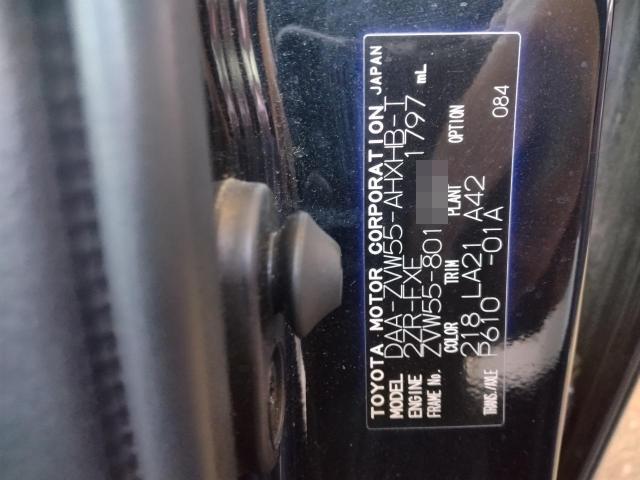 TOYOTA MOTOR CORPORATION JAPAN
MODEL DAA-ZVW55-AHXHB-I
ENGINE 2ZR-FXE 1797 mL
FRAME No. ZVW55-801
COLOR TRIM PLANT OPTION
218 LA21 A42
TRANS./AXLE P610 -01A 084